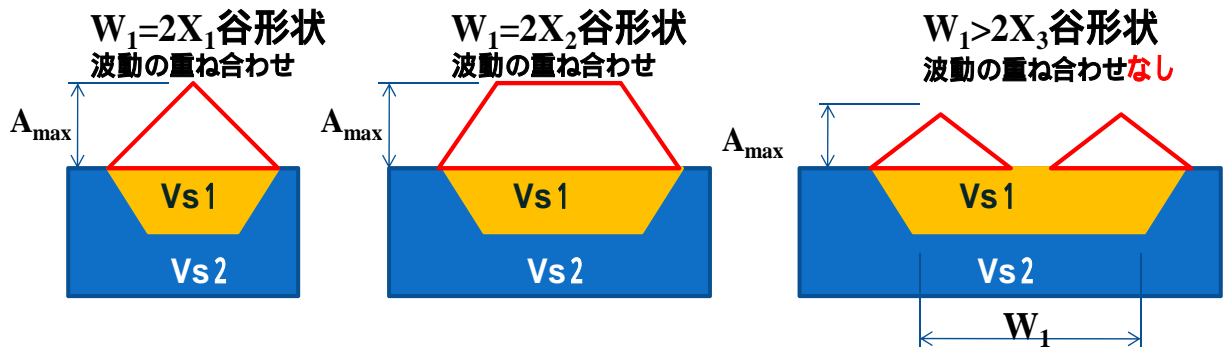 W₁=2X₁谷形状
波動の重ね合わせ
Amax
Vs1
Vs2
W₁=2X₂谷形状
波動の重ね合わせ
Amax
Vs1
Vs2
W₁>2X₃谷形状
波動の重ね合わせなし
Amax
Vs1
Vs2
W₁